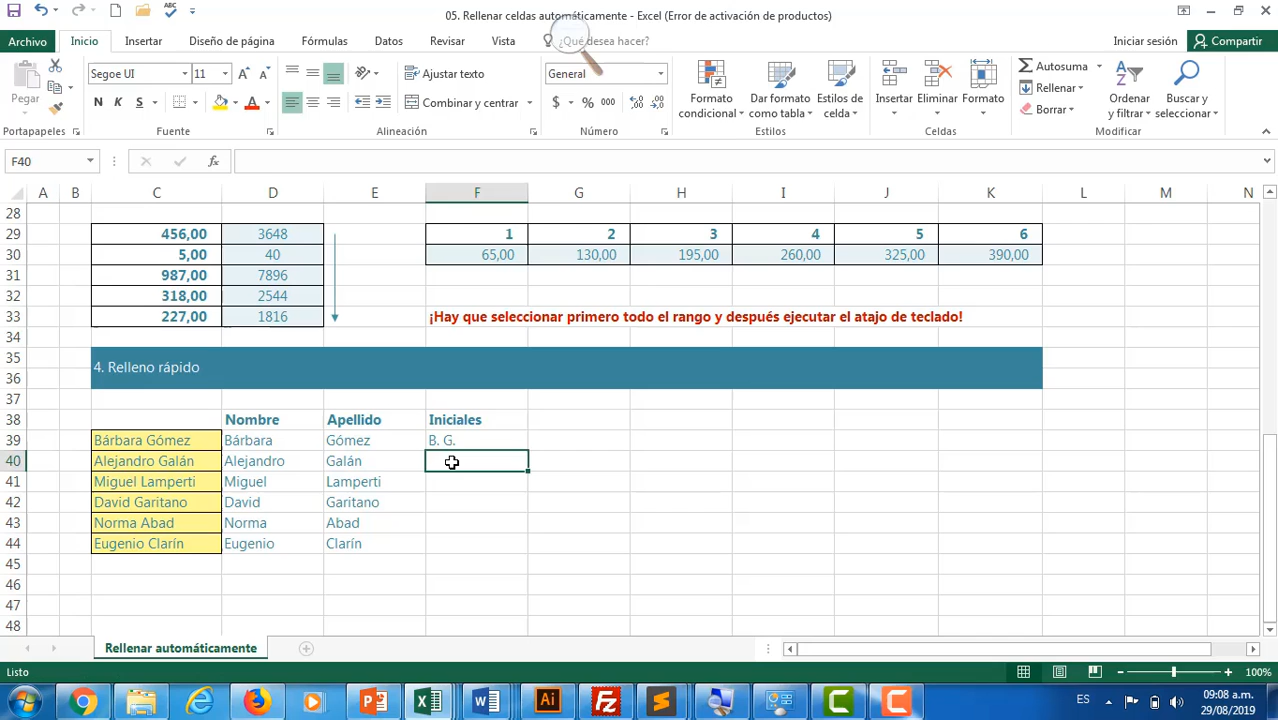 05. Rellenar celdas automáticamente - Excel (Error de activación de productos)
Archivo Inicio Insertar Diseño de página Fórmulas Datos Revisar Vista ¿Qué desea hacer? Iniciar sesión Compartir
Pegar Segoe UI 11 Ajustar texto General Formato condicional Dar formato como tabla Estilos de celda Insertar Eliminar Formato Autosuma Ordenar y filtrar Buscar y seleccionar
N K S A Combinar y centrar $ % 000 Rellenar
Borrar
Portapapeles Fuente Alineación Número Estilos Celdas Modificar
F40 fx
A B C D E F G H I J K L M N
28
29 456,00 3648 1 2 3 4 5 6
30 5,00 40 65,00 130,00 195,00 260,00 325,00 390,00
31 987,00 7896
32 318,00 2544
33 227,00 1816 ¡Hay que seleccionar primero todo el rango y después ejecutar el atajo de teclado!
34
35
4. Relleno rápido
36
37
38 Nombre Apellido Iniciales
39 Bárbara Gómez Bárbara Gómez B. G.
40 Alejandro Galán Alejandro Galán
41 Miguel Lamperti Miguel Lamperti
42 David Garitano David Garitano
43 Norma Abad Norma Abad
44 Eugenio Clarín Eugenio Clarín
45
46
47
48
Rellenar automáticamente
Listo 100%
ES 09:08 a.m.
29/08/2019